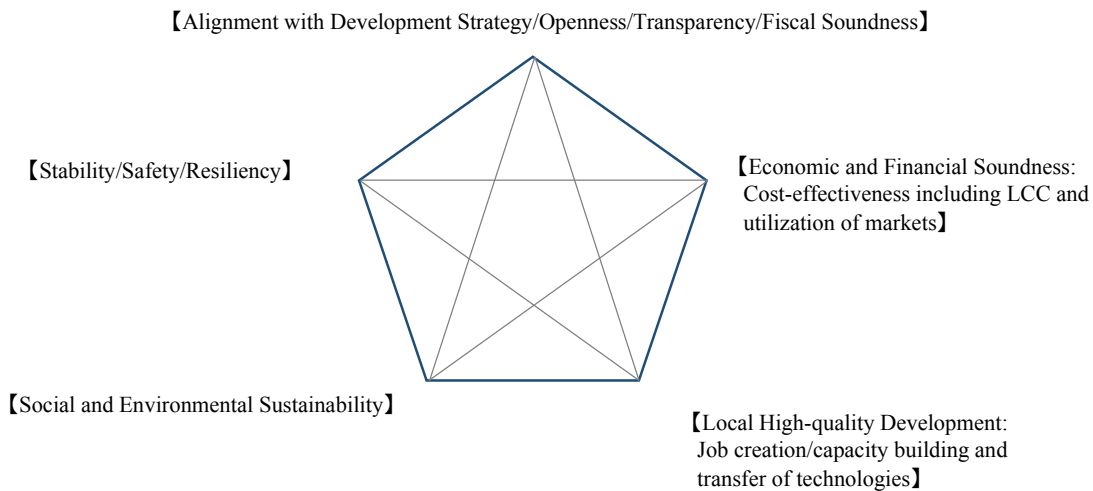 【Alignment with Development Strategy/Openness/Transparency/Fiscal Soundness】
【Stability/Safety/Resiliency】
【Economic and Financial Soundness:
Cost-effectiveness including LCC and
utilization of markets】
【Social and Environmental Sustainability】
【Local High-quality Development:
Job creation/capacity building and
transfer of technologies】